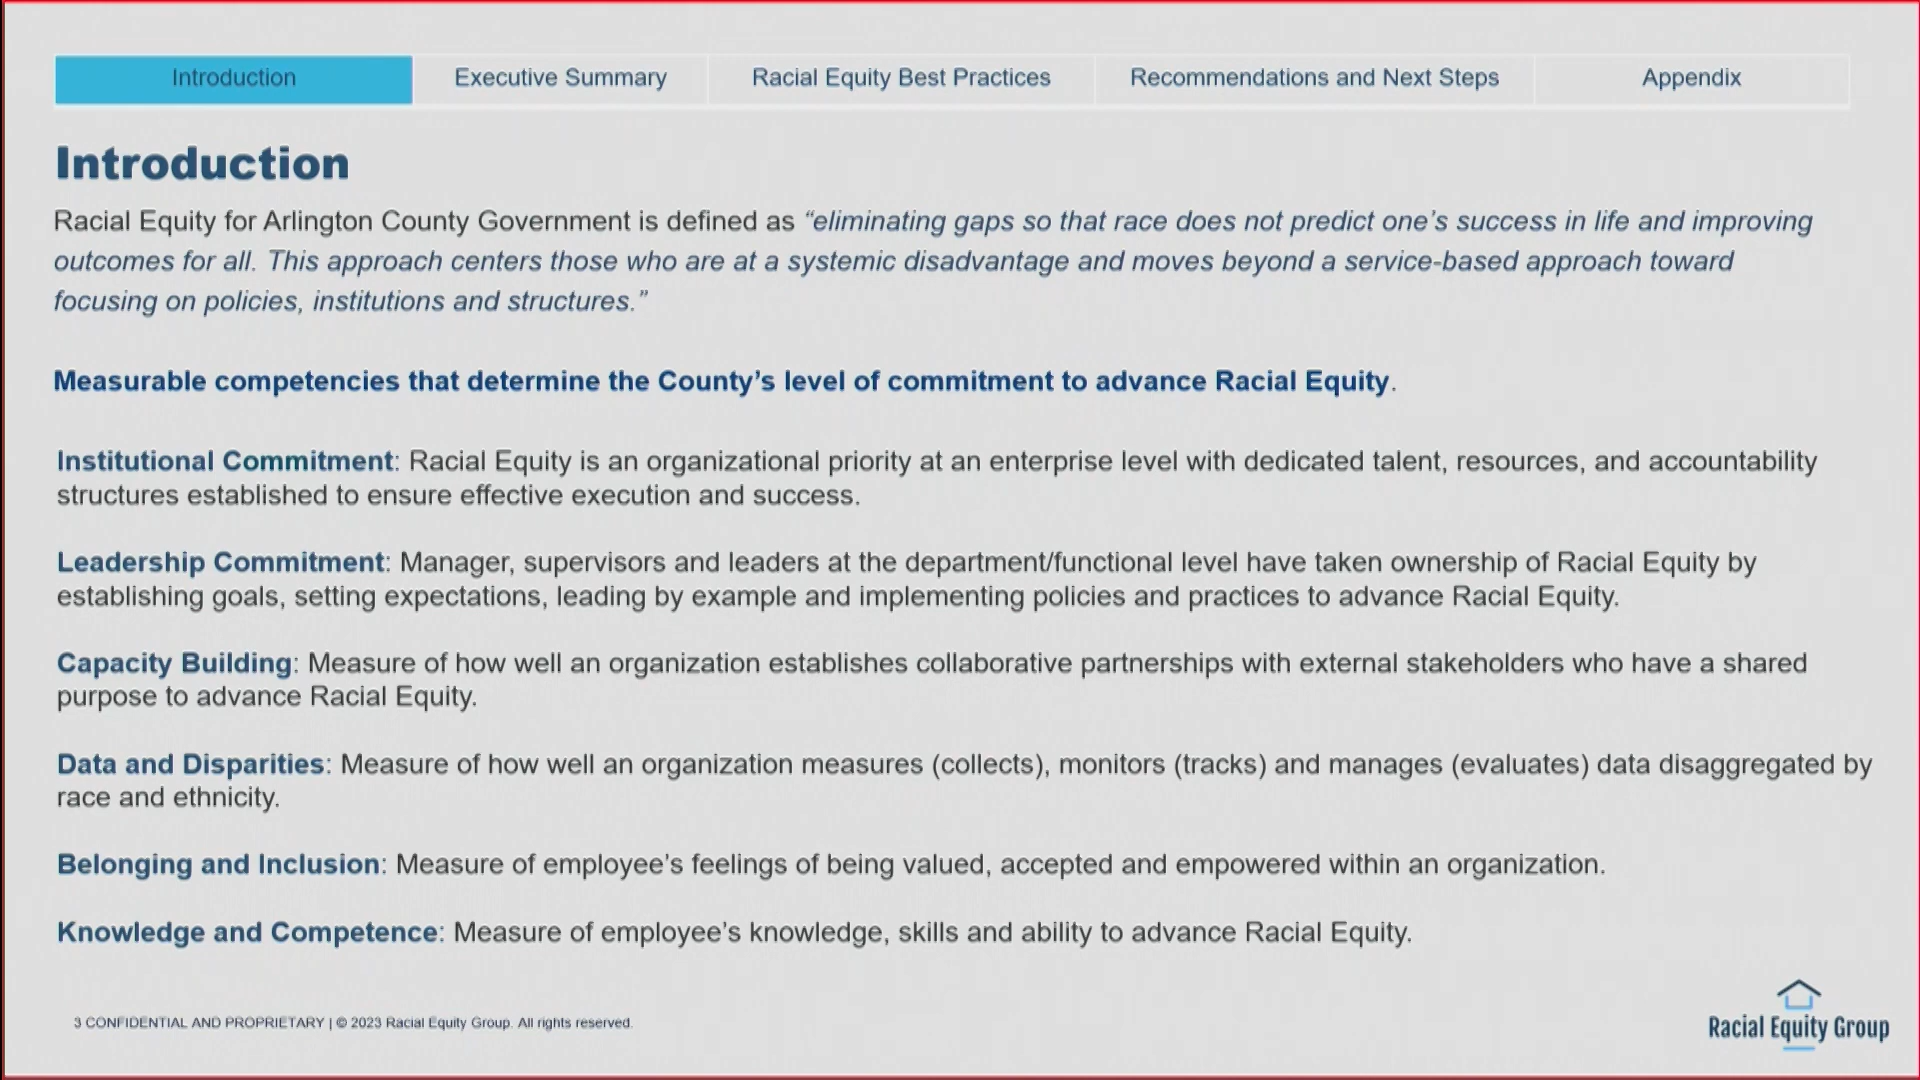 Introduction
Executive Summary
Racial Equity Best Practices
Recommendations and Next Steps
Appendix
Introduction
Racial Equity for Arlington County Government is defined as “eliminating gaps so that race does not predict one’s success in life and improving
outcomes for all. This approach centers those who are at a systemic disadvantage and moves beyond a service-based approach toward
focusing on policies, institutions and structures.”
Measurable competencies that determine the County’s level of commitment to advance Racial Equity.
Institutional Commitment: Racial Equity is an organizational priority at an enterprise level with dedicated talent, resources, and accountability
structures established to ensure effective execution and success.
Leadership Commitment: Manager, supervisors and leaders at the department/functional level have taken ownership of Racial Equity by
establishing goals, setting expectations, leading by example and implementing policies and practices to advance Racial Equity.
Capacity Building: Measure of how well an organization establishes collaborative partnerships with external stakeholders who have a shared
purpose to advance Racial Equity.
Data and Disparities: Measure of how well an organization measures (collects), monitors (tracks) and manages (evaluates) data disaggregated by
race and ethnicity.
Belonging and Inclusion: Measure of employee’s feelings of being valued, accepted and empowered within an organization.
Knowledge and Competence: Measure of employee’s knowledge, skills and ability to advance Racial Equity.
3 CONFIDENTIAL AND PROPRIETARY | © 2023 Racial Equity Group. All rights reserved.
Racial Equity Group